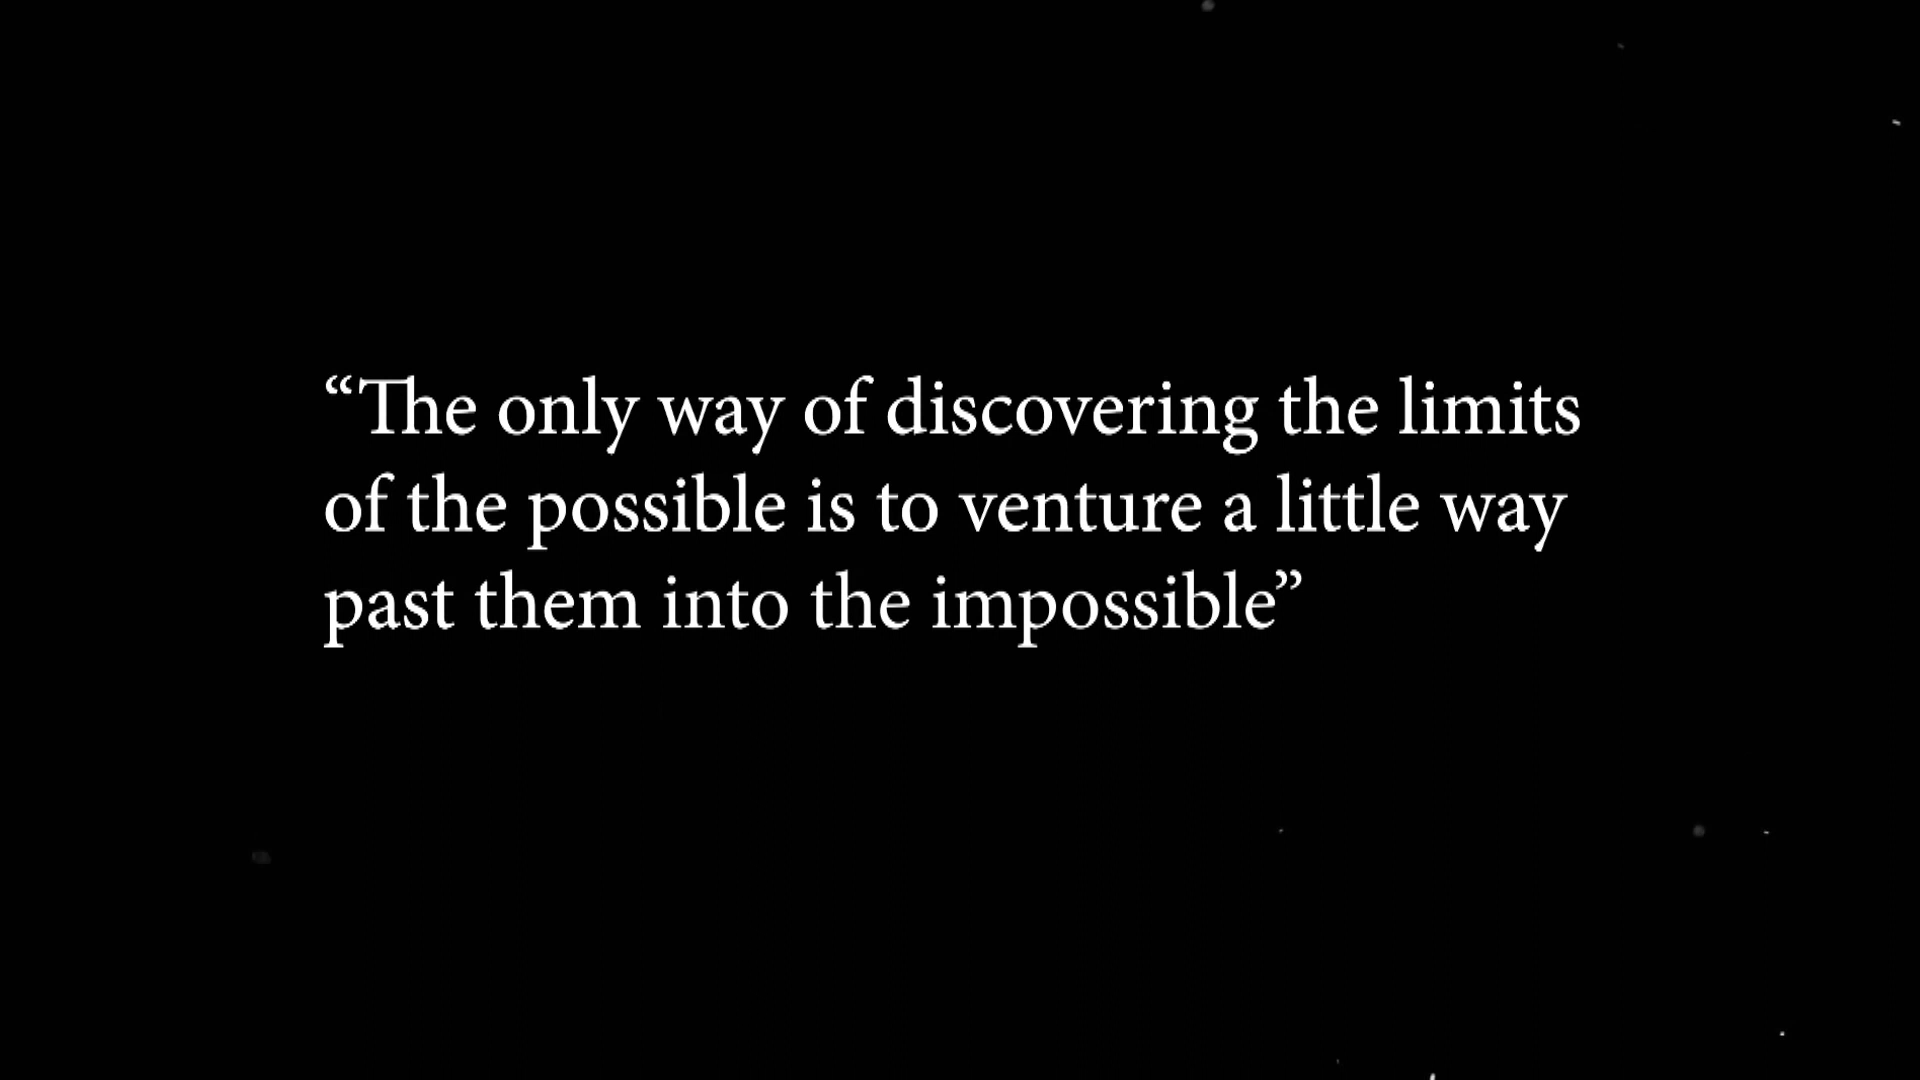 “The only way of discovering the limits
of the possible is to venture a little way
past them into the impossible”